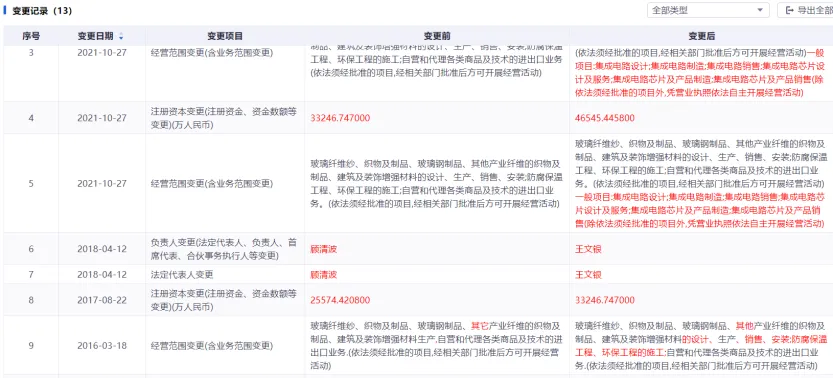 变更记录（13）
全部类型
导出全部
序号 变更日期 变更项目 变更前 变更后
3 2021-10-27 经营范围变更(含业务范围变更)
制品、建筑及装饰增强材料的设计、生产、销售、安装;防腐保温
工程、环保工程的施工;自营和代理各类商品及技术的进出口业务
(依法须经批准的项目,经相关部门批准后方可开展经营活动)
(依法须经批准的项目,经相关部门批准后方可开展经营活动)一般
项目:集成电路设计;集成电路制造;集成电路销售;集成电路芯片设
计及服务;集成电路芯片及产品制造;集成电路芯片及产品销售(除
依法须经批准的项目外,凭营业执照依法自主开展经营活动)
4 2021-10-27 注册资本变更(注册资金、资金数额等
变更)(万人民币)
33246.747000 46545.445800
5 2021-10-27 经营范围变更(含业务范围变更)
玻璃纤维纱、织物及制品、玻璃钢制品、其他产业纤维的织物及
制品、建筑及装饰增强材料的设计、生产、销售、安装;防腐保温
工程、环保工程的施工;自营和代理各类商品及技术的进出口业
务。(依法须经批准的项目,经相关部门批准后方可开展经营活动)
玻璃纤维纱、织物及制品、玻璃钢制品、其他产业纤维的织物及
制品、建筑及装饰增强材料的设计、生产、销售、安装;防腐保温
工程、环保工程的施工;自营和代理各类商品及技术的进出口业
务。(依法须经批准的项目,经相关部门批准后方可开展经营活动)
一般项目:集成电路设计;集成电路制造;集成电路销售;集成电路芯
片设计及服务;集成电路芯片及产品制造;集成电路芯片及产品销
售(除依法须经批准的项目外,凭营业执照依法自主开展经营活动)
6 2018-04-12 负责人变更(法定代表人、负责人、首
席代表、合伙事务执行人等变更)
顾清波 王文银
7 2018-04-12 法定代表人变更 顾清波 王文银
8 2017-08-22 注册资本变更(注册资金、资金数额等
变更)(万人民币)
25574.420800 33246.747000
9 2016-03-18 经营范围变更(含业务范围变更)
玻璃纤维纱、织物及制品、玻璃钢制品、其它产业纤维的织物及
制品、建筑及装饰增强材料生产,自营和代理各类商品及技术的进
出口业务.(依法须经批准的项目,经相关部门批准后方可开展经营
活动)
玻璃纤维纱、织物及制品、玻璃钢制品、其他产业纤维的织物及
制品、建筑及装饰增强材料的设计、生产、销售、安装;防腐保温
工程、环保工程的施工;自营和代理各类商品及技术的进出口业
务.(依法须经批准的项目,经相关部门批准后方可开展经营活动)